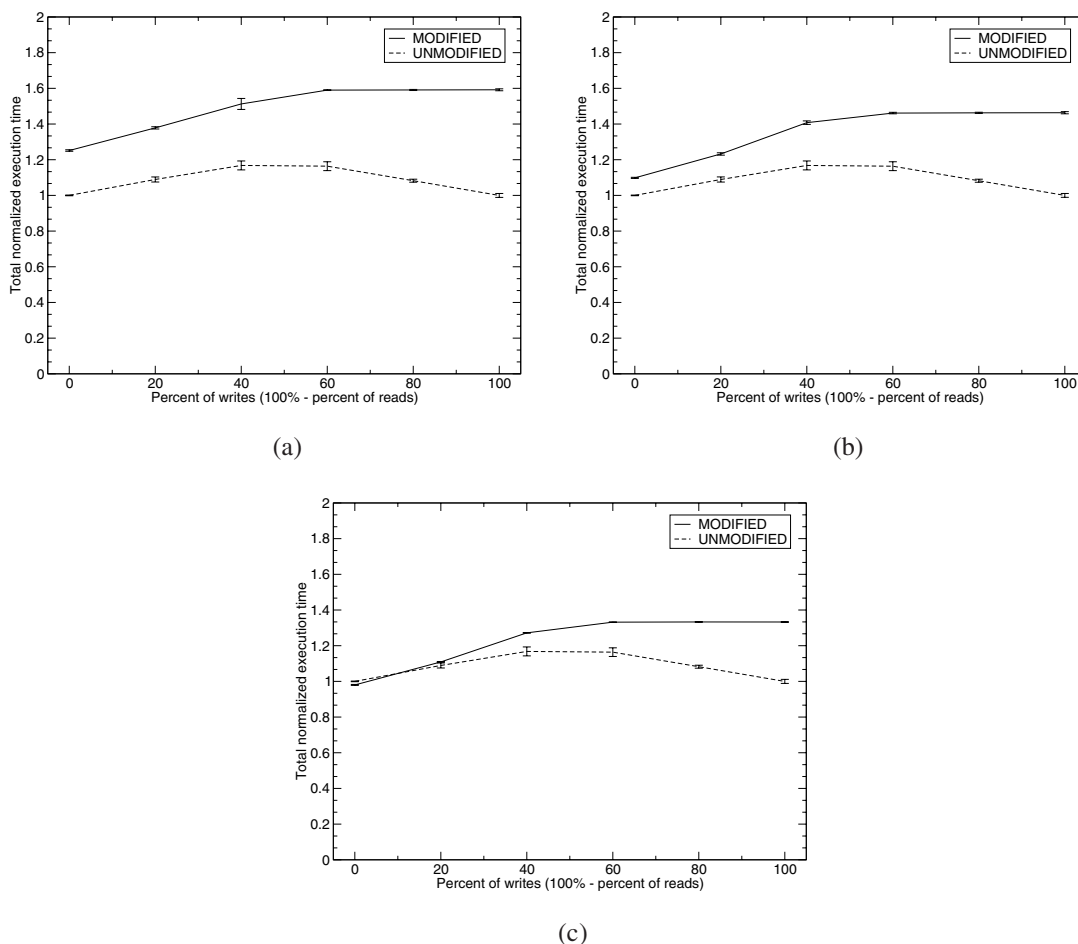 2
1.8
1.6
1.4
1.2
1
0.8
0.6
0.4
0.2
0
Total normalized execution time
MODIFIED
UNMODIFIED
0 20 40 60 80 100
Percent of writes (100% - percent of reads)
(a)
2
1.8
1.6
1.4
1.2
1
0.8
0.6
0.4
0.2
0
Total normalized execution time
MODIFIED
UNMODIFIED
0 20 40 60 80 100
Percent of writes (100% - percent of reads)
(b)
2
1.8
1.6
1.4
1.2
1
0.8
0.6
0.4
0.2
0
Total normalized execution time
MODIFIED
UNMODIFIED
0 20 40 60 80 100
Percent of writes (100% - percent of reads)
(c)